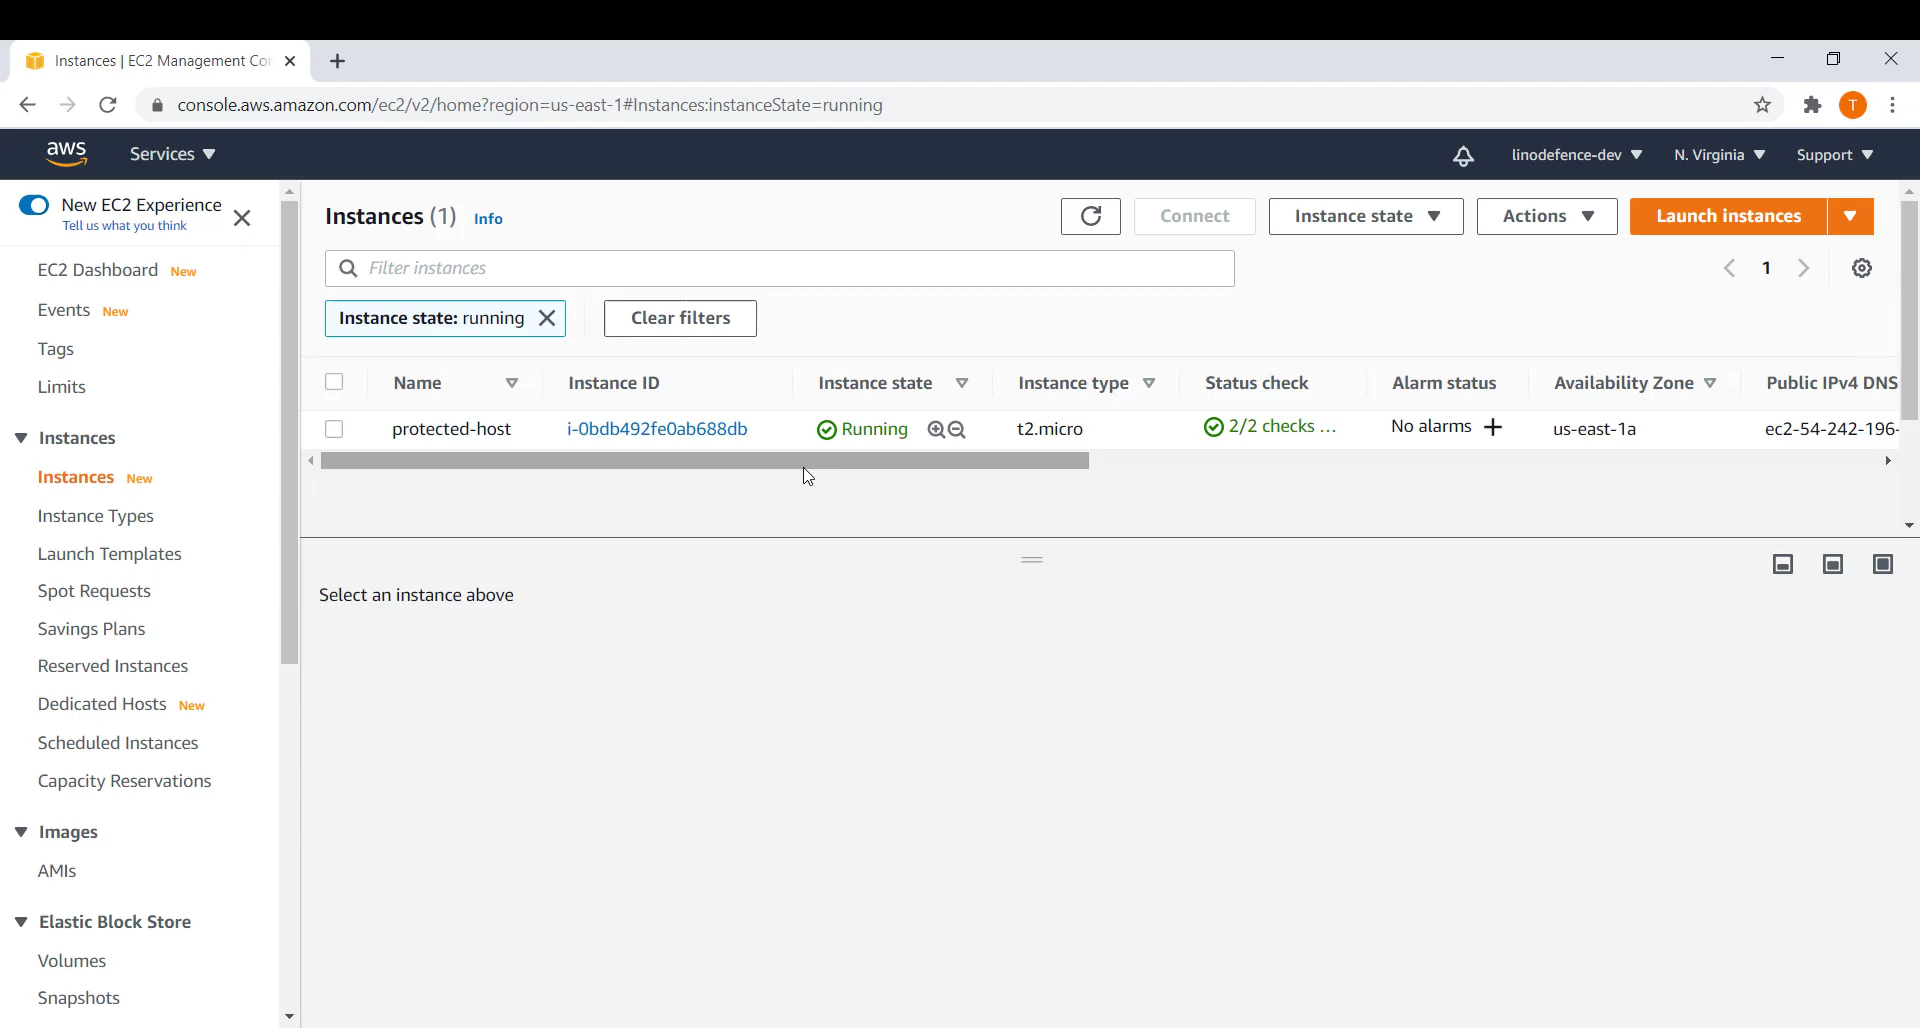 Instances | EC2 Management Con
console.aws.amazon.com/ec2/v2/home?region=us-east-1#Instances:instanceState=running
T
aws
Services
linodefence-dev
N. Virginia
Support
New EC2 Experience
Tell us what you think
EC2 Dashboard New
Events New
Tags
Limits
Instances
Instances New
Instance Types
Launch Templates
Spot Requests
Savings Plans
Reserved Instances
Dedicated Hosts New
Scheduled Instances
Capacity Reservations
Images
AMIs
Elastic Block Store
Volumes
Snapshots
Instances (1) Info
Connect
Instance state
Actions
Launch instances
Filter instances
1
Instance state: running
Clear filters
Name Instance ID Instance state Instance type Status check Alarm status Availability Zone Public IPv4 DNS
protected-host i-0bdb492fe0ab688db Running t2.micro 2/2 checks ... No alarms + us-east-1a ec2-54-242-196-
Select an instance above